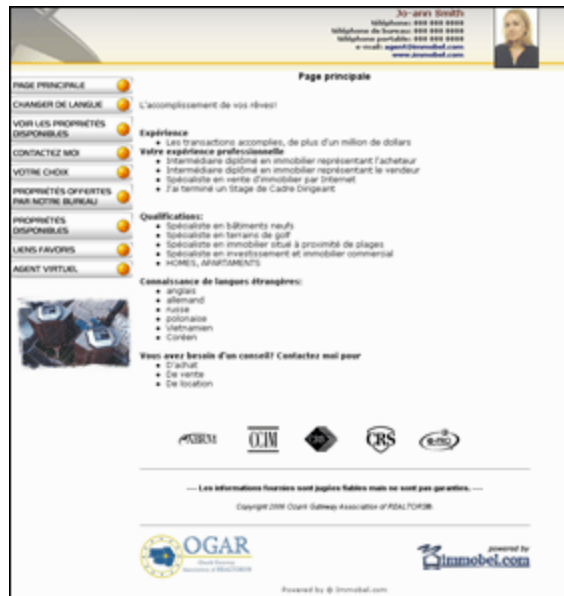 Jo-ann Smith
téléphone: 888 888 8888
téléphone de bureau: 888 888 8888
téléphone portable: 888 888 8888
e-mail: agent@immobel.com
www.immobel.com
Page principale
PAGE PRINCIPALE
CHANGER DE LANGUE
VOIR LES PROPRIÉTÉS
DISPONIBLES
CONTACTEZ MOI
VOTRE CHOIX
PROPRIÉTÉS OFFERTES
PAR NOTRE BUREAU
PROPRIÉTÉS
DISPONIBLES
LIENS FAVORIS
AGENT VIRTUEL
L'accomplissement de vos rêves!
Expérience
Les transactions accomplies, de plus d'un million de dollars
Votre expérience professionnelle
Intermédiaire diplômé en immobilier représentant l'acheteur
Intermédiaire diplômé en immobilier représentant le vendeur
Spécialiste en vente d'immobilier par Internet
J'ai terminé un Stage de Cadre Dirigeant
Qualifications:
Spécialiste en bâtiments neufs
Spécialiste en terrains de golf
Spécialiste en immobilier situé à proximité de plages
Spécialiste en investissement et immobilier commercial
HOMES, APARTAMENTS
Connaissance de langues étrangères:
anglais
allemand
russe
polonaise
Vietnamien
Coréen
Vous avez besoin d'un conseil? Contactez moi pour
D'achat
De vente
De location
CCIM
CRS
e-PRO
---- Les informations fournies sont jugées fiables mais ne sont pas garanties. ----
Copyright 2006 Ozark Gateway Association of REALTORS®.
OGAR
Ozark Gateway
Association of REALTORS®
powered by
immobel.com
Powered by @ Immobel.com